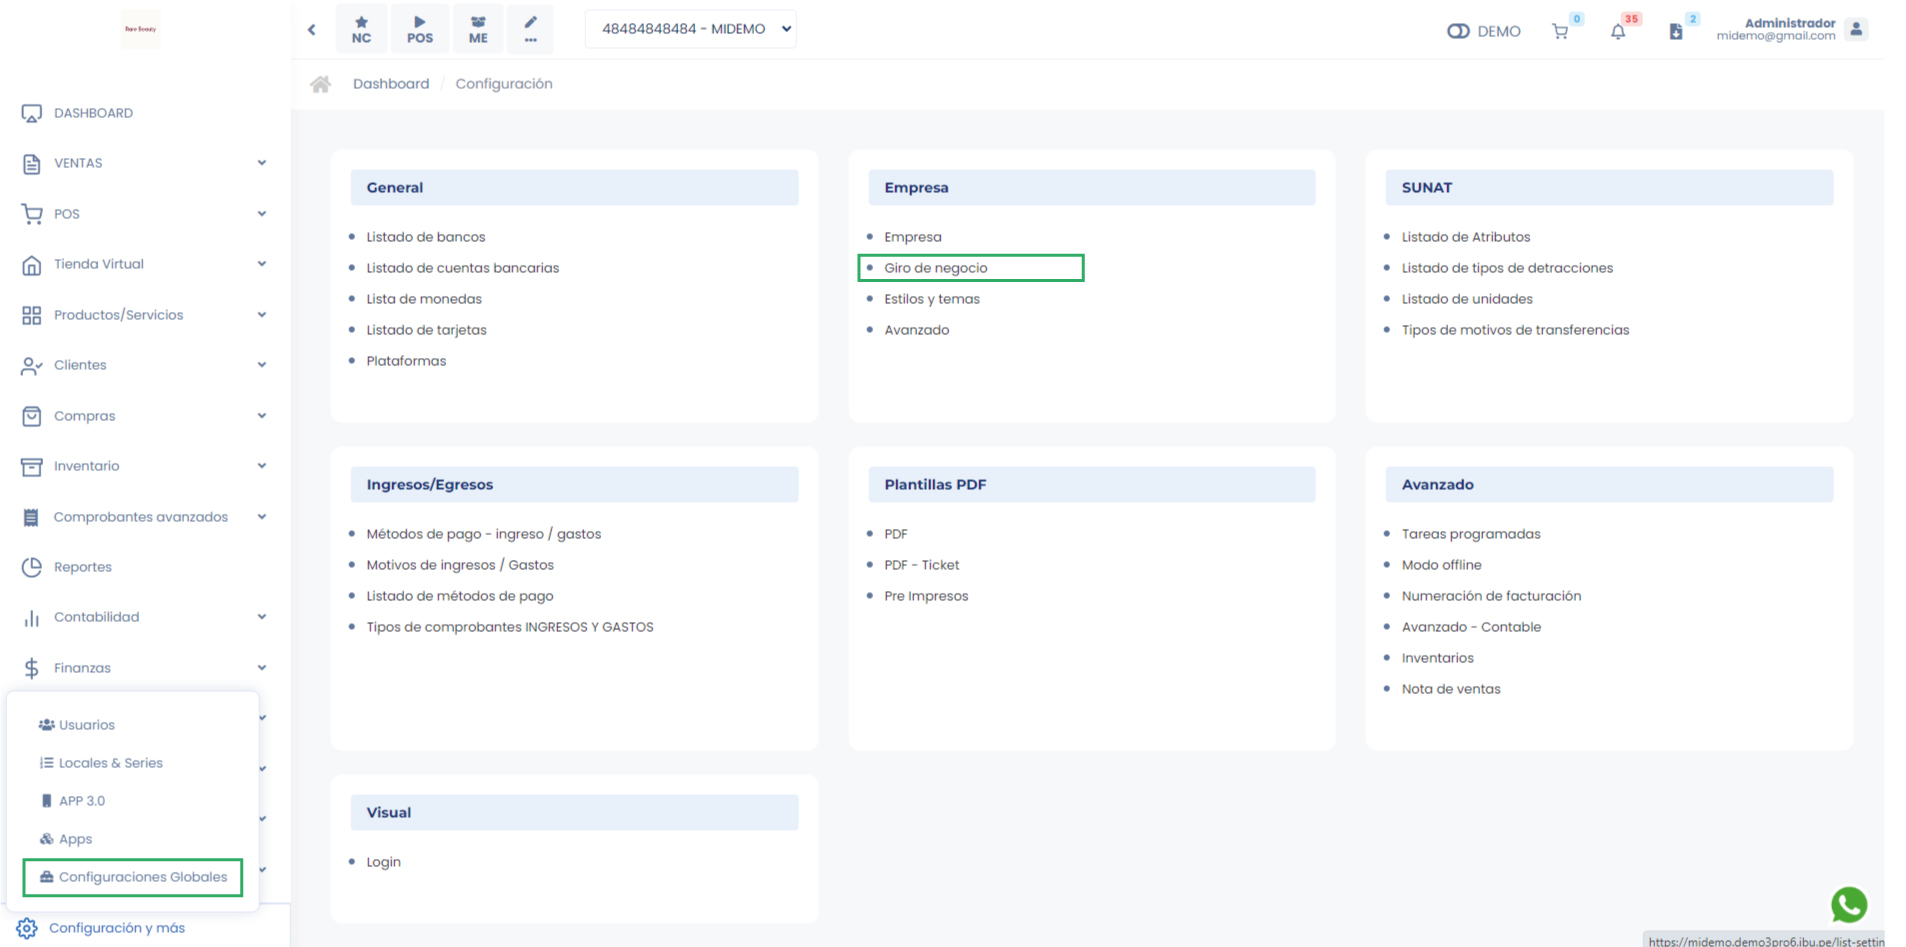 Rare Beauty
NC
POS
ME
...
48484848484 - MIDEMO
DEMO
0
35
2
Administrador
midemo@gmail.com
Dashboard / Configuración
DASHBOARD
VENTAS
POS
Tienda Virtual
Productos/Servicios
Clientes
Compras
Inventario
Comprobantes avanzados
Reportes
Contabilidad
Finanzas
Usuarios
Locales & Series
APP 3.0
Apps
Configuraciones Globales
Configuración y más
General
Listado de bancos
Listado de cuentas bancarias
Lista de monedas
Listado de tarjetas
Plataformas
Empresa
Empresa
Giro de negocio
Estilos y temas
Avanzado
SUNAT
Listado de Atributos
Listado de tipos de detracciones
Listado de unidades
Tipos de motivos de transferencias
Ingresos/Egresos
Métodos de pago - ingreso / gastos
Motivos de ingresos / Gastos
Listado de métodos de pago
Tipos de comprobantes INGRESOS Y GASTOS
Plantillas PDF
PDF
PDF - Ticket
Pre Impresos
Avanzado
Tareas programadas
Modo offline
Numeración de facturación
Avanzado - Contable
Inventarios
Nota de ventas
Visual
Login
https://midemo.demo3pro6.ibu.pe/list-settin